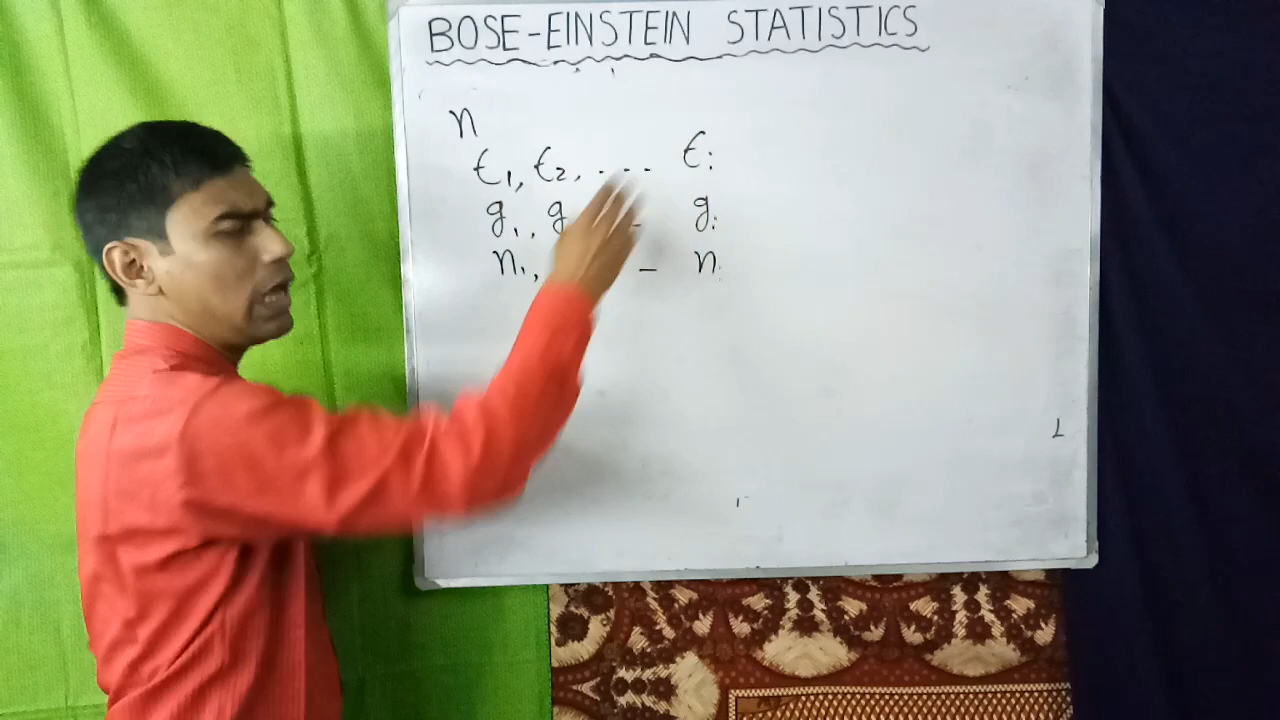 BOSE-EINSTEIN STATISTICS
n
ϵ₁, ϵ₂, . - - ϵᵢ
g₁, g - gᵢ
n₁, - nᵢ